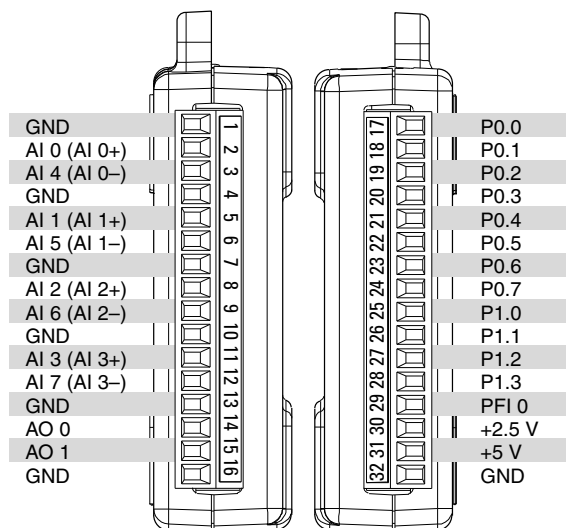 GND 1
AI 0 (AI 0+) 2
AI 4 (AI 0–) 3
GND 4
AI 1 (AI 1+) 5
AI 5 (AI 1–) 6
GND 7
AI 2 (AI 2+) 8
AI 6 (AI 2–) 9
GND 10
AI 3 (AI 3+) 11
AI 7 (AI 3–) 12
GND 13
AO 0 14
AO 1 15
GND 16
17 P0.0
18 P0.1
19 P0.2
20 P0.3
21 P0.4
22 P0.5
23 P0.6
24 P0.7
25 P1.0
26 P1.1
27 P1.2
28 P1.3
29 PFI 0
30 +2.5 V
31 +5 V
32 GND